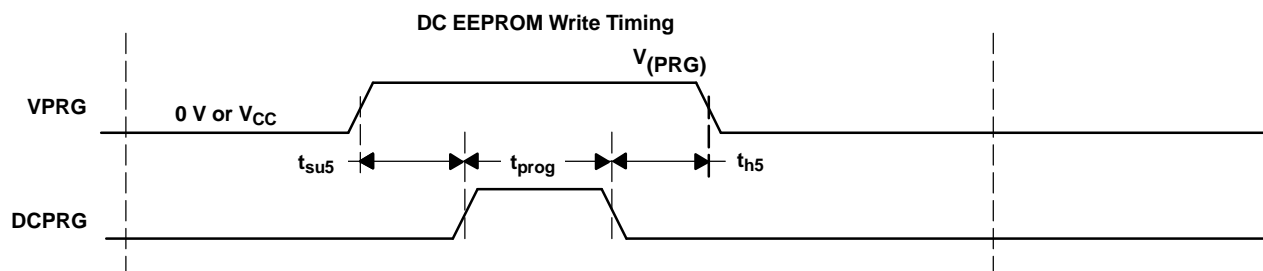 DC EEPROM Write Timing
V(PRG)
VPRG
0 V or VCC
tsu5
tprog
th5
DCPRG